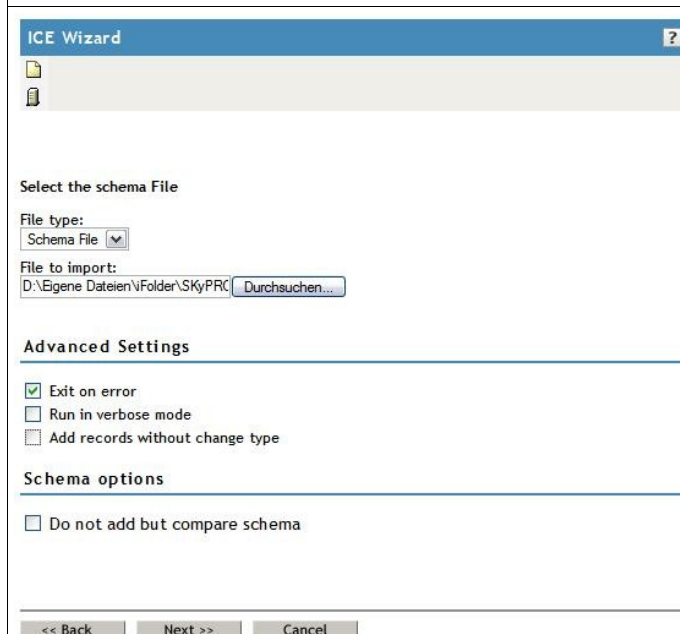 ICE Wizard
?
Select the schema File
File type:
Schema File
File to import:
D:\Eigene Dateien\iFolder\SKyPRO
Durchsuchen...
Advanced Settings
Exit on error
Run in verbose mode
Add records without change type
Schema options
Do not add but compare schema
<< Back Next >> Cancel